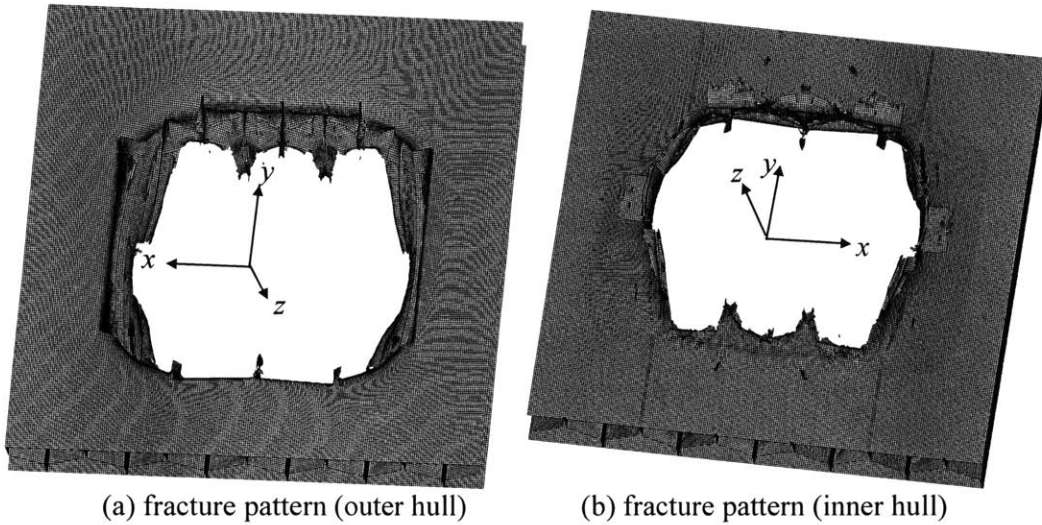 y
x
z
z
y
x
(a) fracture pattern (outer hull)
(b) fracture pattern (inner hull)